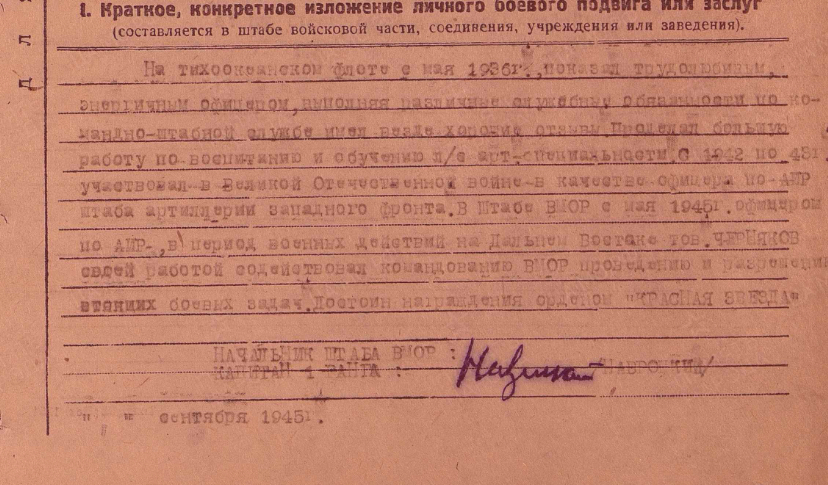 I. Краткое, конкретное изложение личного боевого подвига или заслуг
(составляется в штабе войсковой части, соединения, учреждения или заведения).
На тихоокеанском флоте с мая 1936г.,показал трудолюбивым,
энергичным офицером,выполняя различные служебные обязанности по ко-
мандно-штабной службе имел везде хорошие отзывы.Проделал большую
работу по воспитанию и обучению л/с арт-специальности.С 1942 по 43г.
участвовал в Великой Отечественной войне в качестве офицера по АИР
штаба артиллерии западного фронта.В Штабе ВМОР с мая 1945г.офицером
по АИР-,в период военных действий на Дальнем Востоке тов.ЧЕРНЯКОВ
своей работой содействовал командованию ВМОР проведению и разрешению
боевых задач.Достоин награждения орденом "КРАСНАЯ ЗВЕЗДА"
НАЧАЛЬНИК ШТАБА ВМОР :
КАПИТАН 1 РАНГА : /НАВРОЦКИЙ/
" " сентября 1945г.
Д Л Я